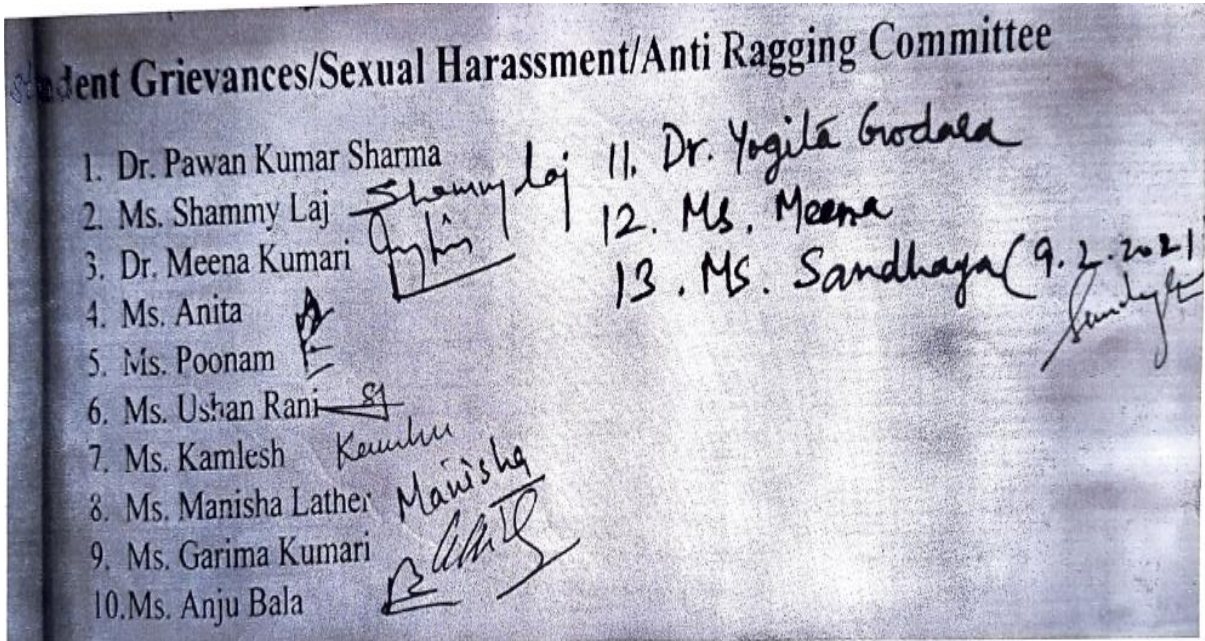 Student Grievances/Sexual Harassment/Anti Ragging Committee
1. Dr. Pawan Kumar Sharma
2. Ms. Shammy Laj Shammy Laj
3. Dr. Meena Kumari
4. Ms. Anita
5. Ms. Poonam
6. Ms. Ushan Rani
7. Ms. Kamlesh
8. Ms. Manisha Lather Manisha
9. Ms. Garima Kumari
10.Ms. Anju Bala
11. Dr. Yogita Godara
12. Ms. Meena
13. Ms. Sandhaya (9.2.2021